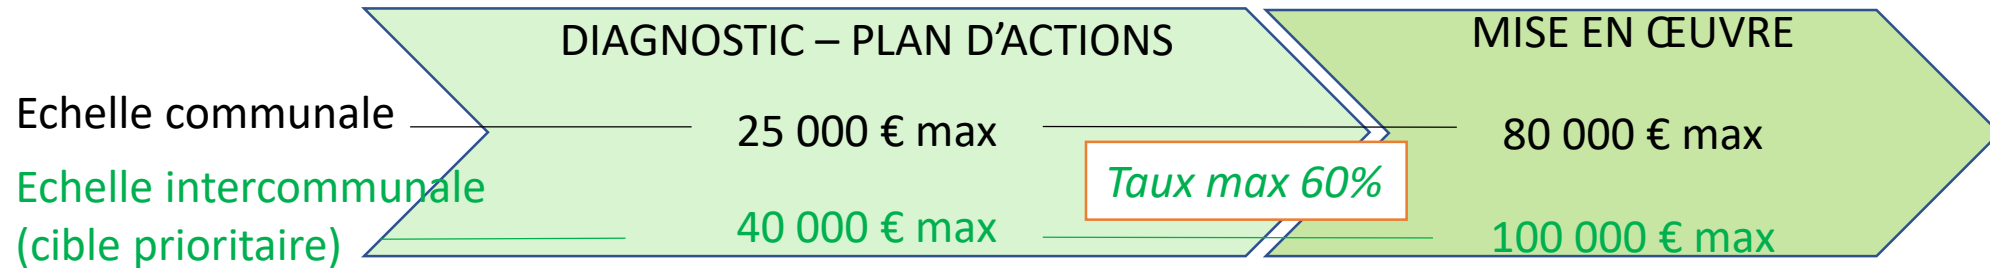 DIAGNOSTIC – PLAN D’ACTIONS
MISE EN ŒUVRE
Echelle communale
25 000 € max
80 000 € max
Taux max 60%
Echelle intercommunale
(cible prioritaire)
40 000 € max
100 000 € max